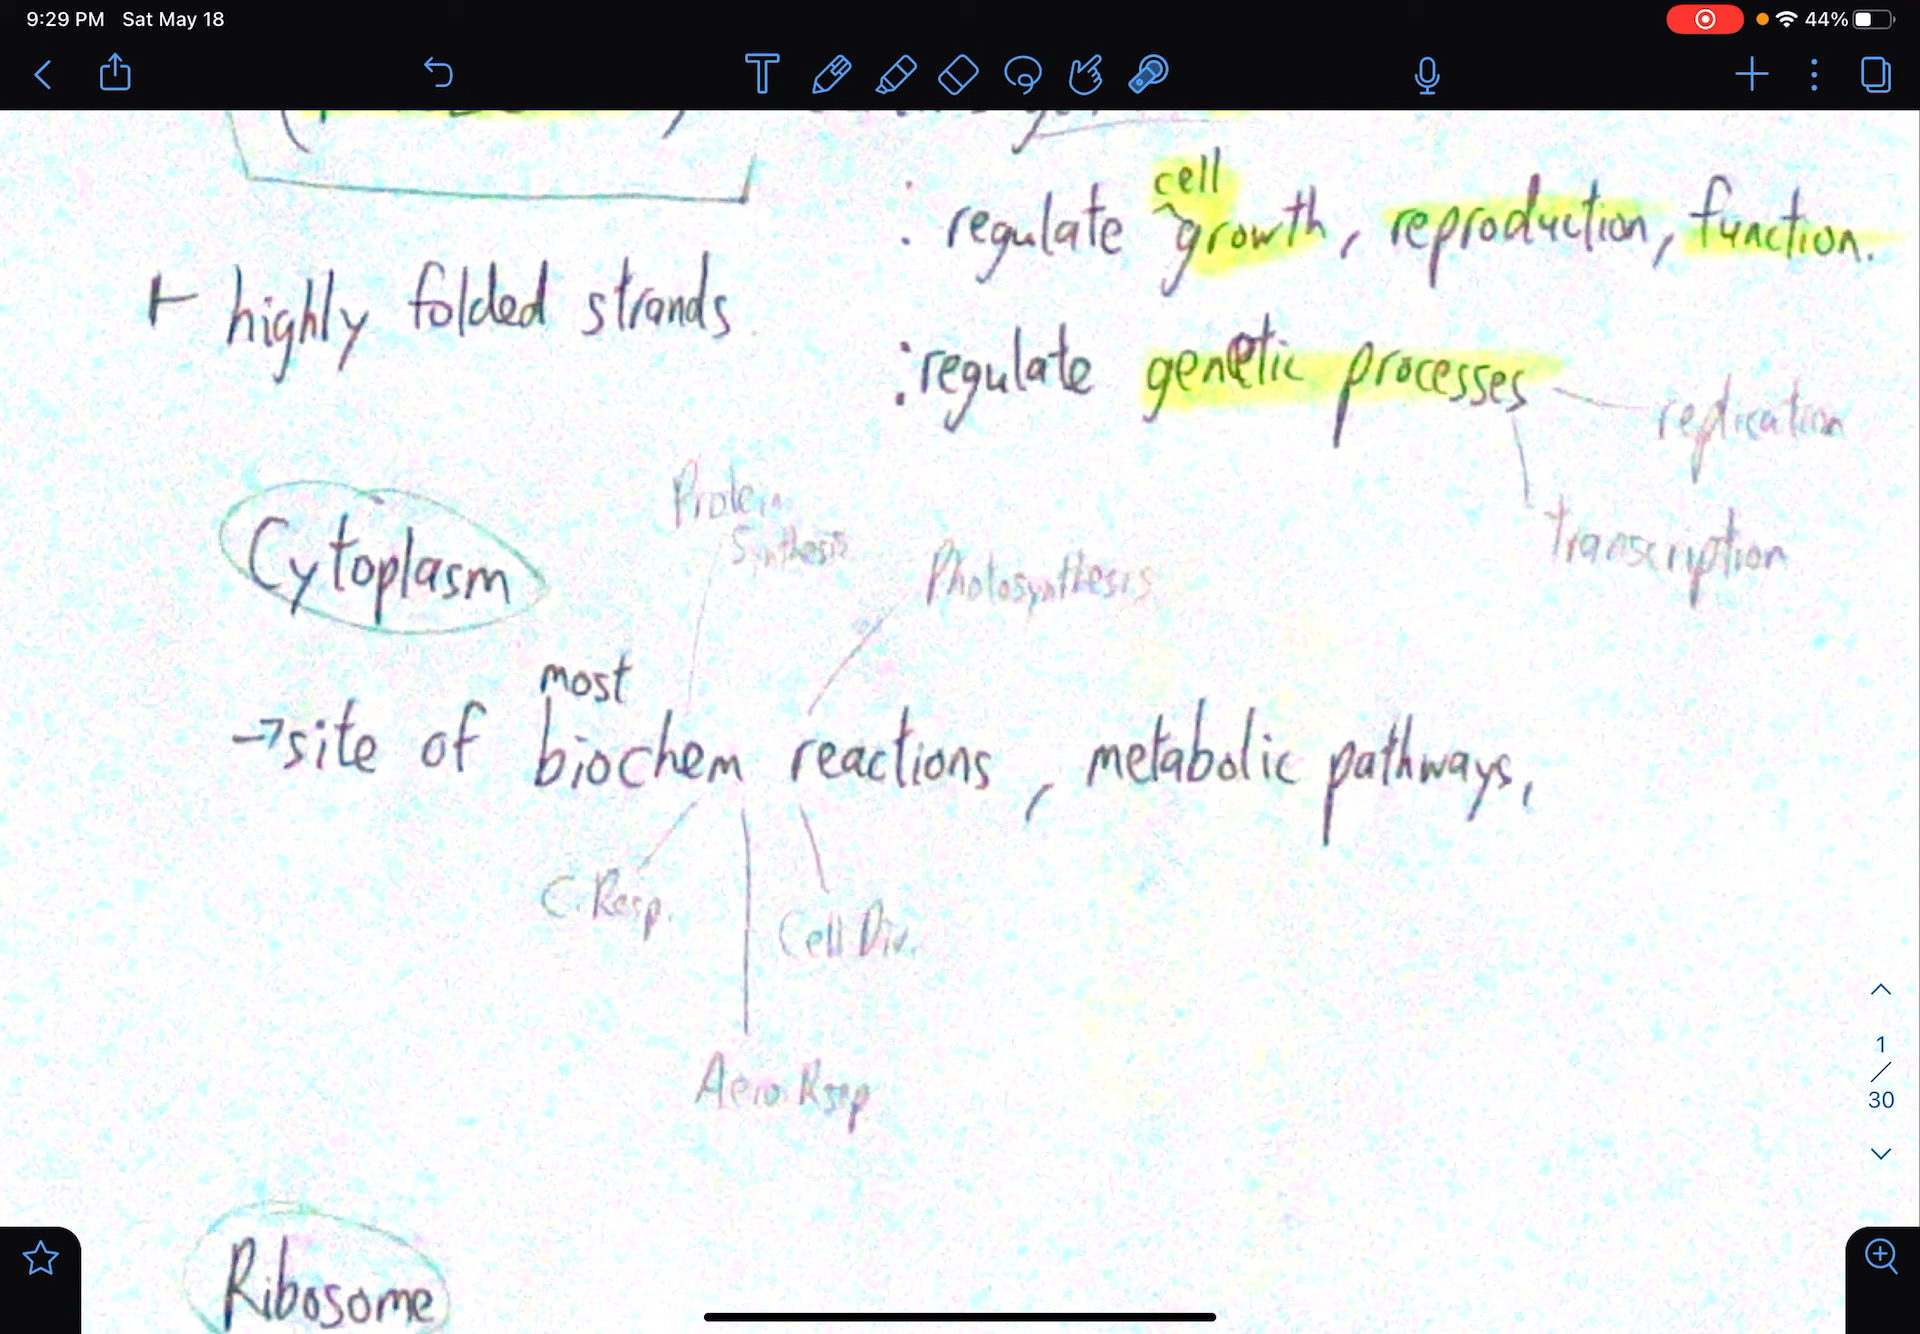 9:29 PM Sat May 18
44%
cell
: regulate growth, reproduction, function.
highly folded strands
: regulate genetic processes
replication
transcription
Protein
Synthesis
Photosynthesis
Cytoplasm
most
→site of biochem reactions, metabolic pathways,
C. Resp.
Cell Div.
Aero. Rsep
1
/
30
Ribosome